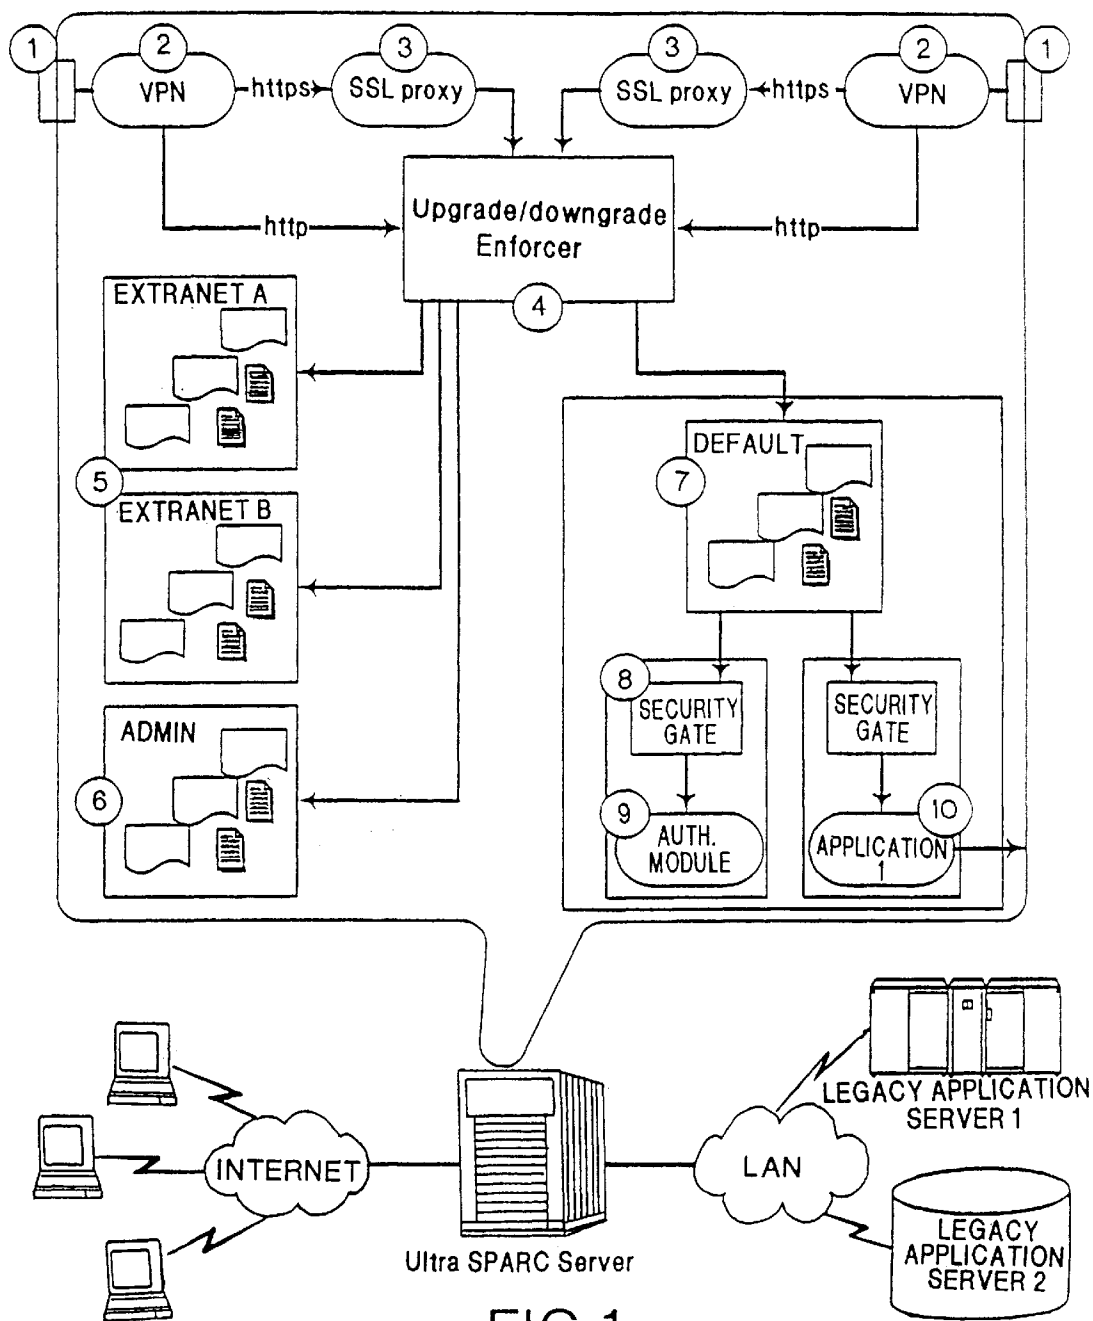 1
2
3
3
2
1
VPN
https
SSL proxy
SSL proxy
https
VPN
Upgrade/downgrade
Enforcer
http
http
4
EXTRANET A
5
EXTRANET B
ADMIN
6
DEFAULT
7
8
SECURITY
GATE
SECURITY
GATE
9
AUTH.
MODULE
10
APPLICATION
1
INTERNET
Ultra SPARC Server
LAN
LEGACY APPLICATION
SERVER 1
LEGACY
APPLICATION
SERVER 2
FIG 1